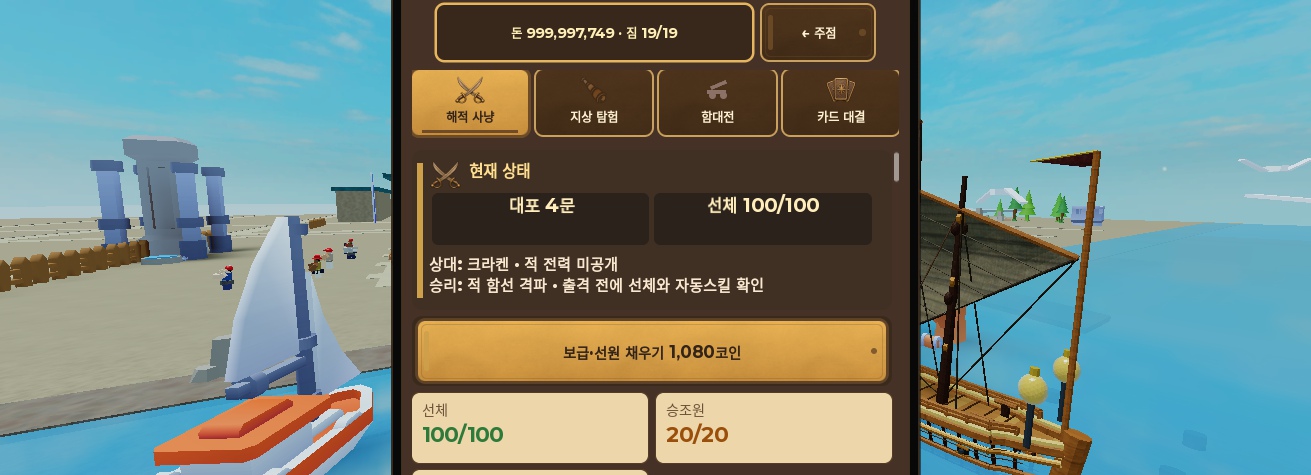 돈 999,997,749 · 짐 19/19
← 주점
해적 사냥
지상 탐험
함대전
카드 대결
현재 상태
대포 4문
선체 100/100
상대: 크라켄 • 적 전력 미공개
승리: 적 함선 격파 • 출격 전에 선체와 자동스킬 확인
보급·선원 채우기 1,080코인
선체
승조원
100/100
20/20